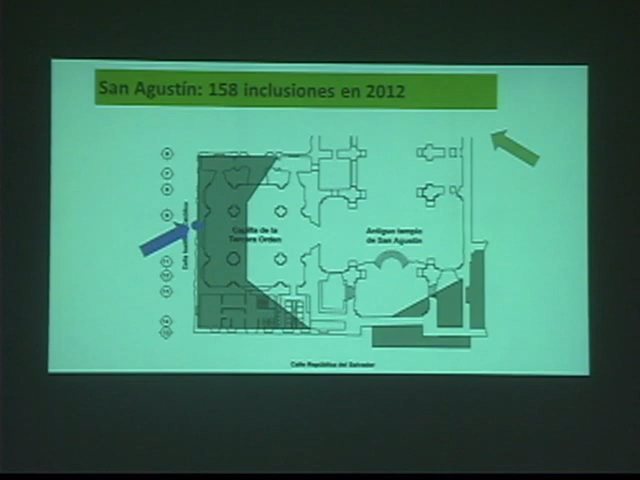 San Agustín: 158 inclusiones en 2012
Capilla de la
Tercera Orden
Antiguo templo
de San Agustín
Calle República del Salvador